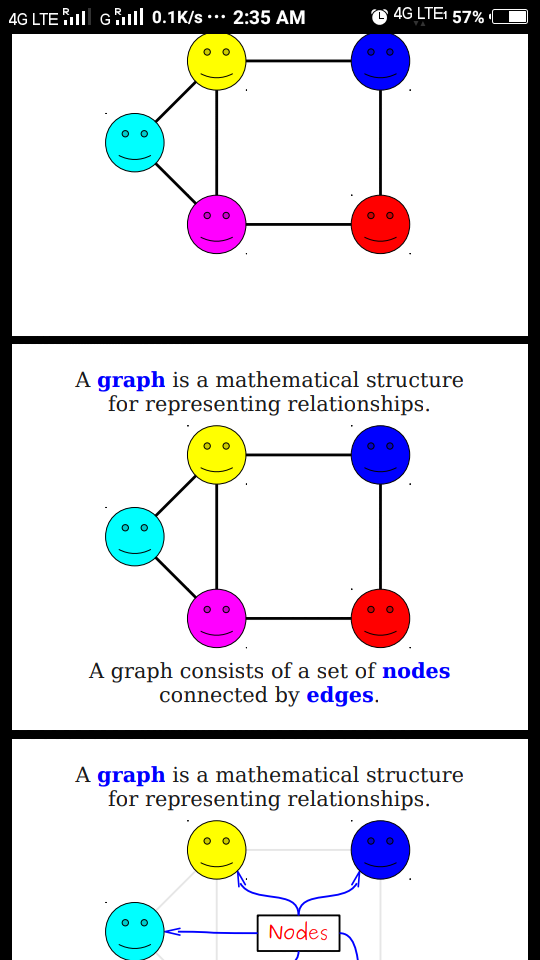 4G LTE R G R 0.1K/s ... 2:35 AM 4G LTE1 57%
A graph is a mathematical structure
for representing relationships.
A graph consists of a set of nodes
connected by edges.
A graph is a mathematical structure
for representing relationships.
Nodes